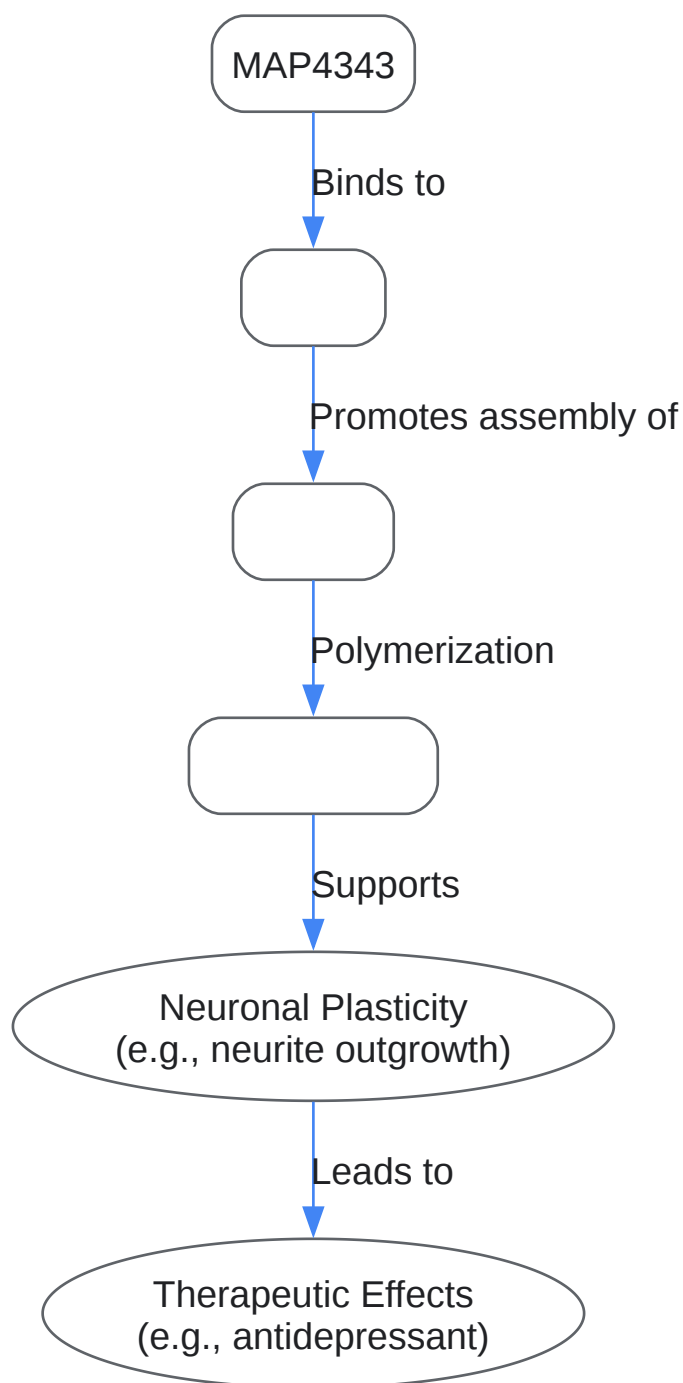 MAP4343
Binds to
Promotes assembly of
Polymerization
Supports
Neuronal Plasticity
(e.g., neurite outgrowth)
Leads to
Therapeutic Effects
(e.g., antidepressant)